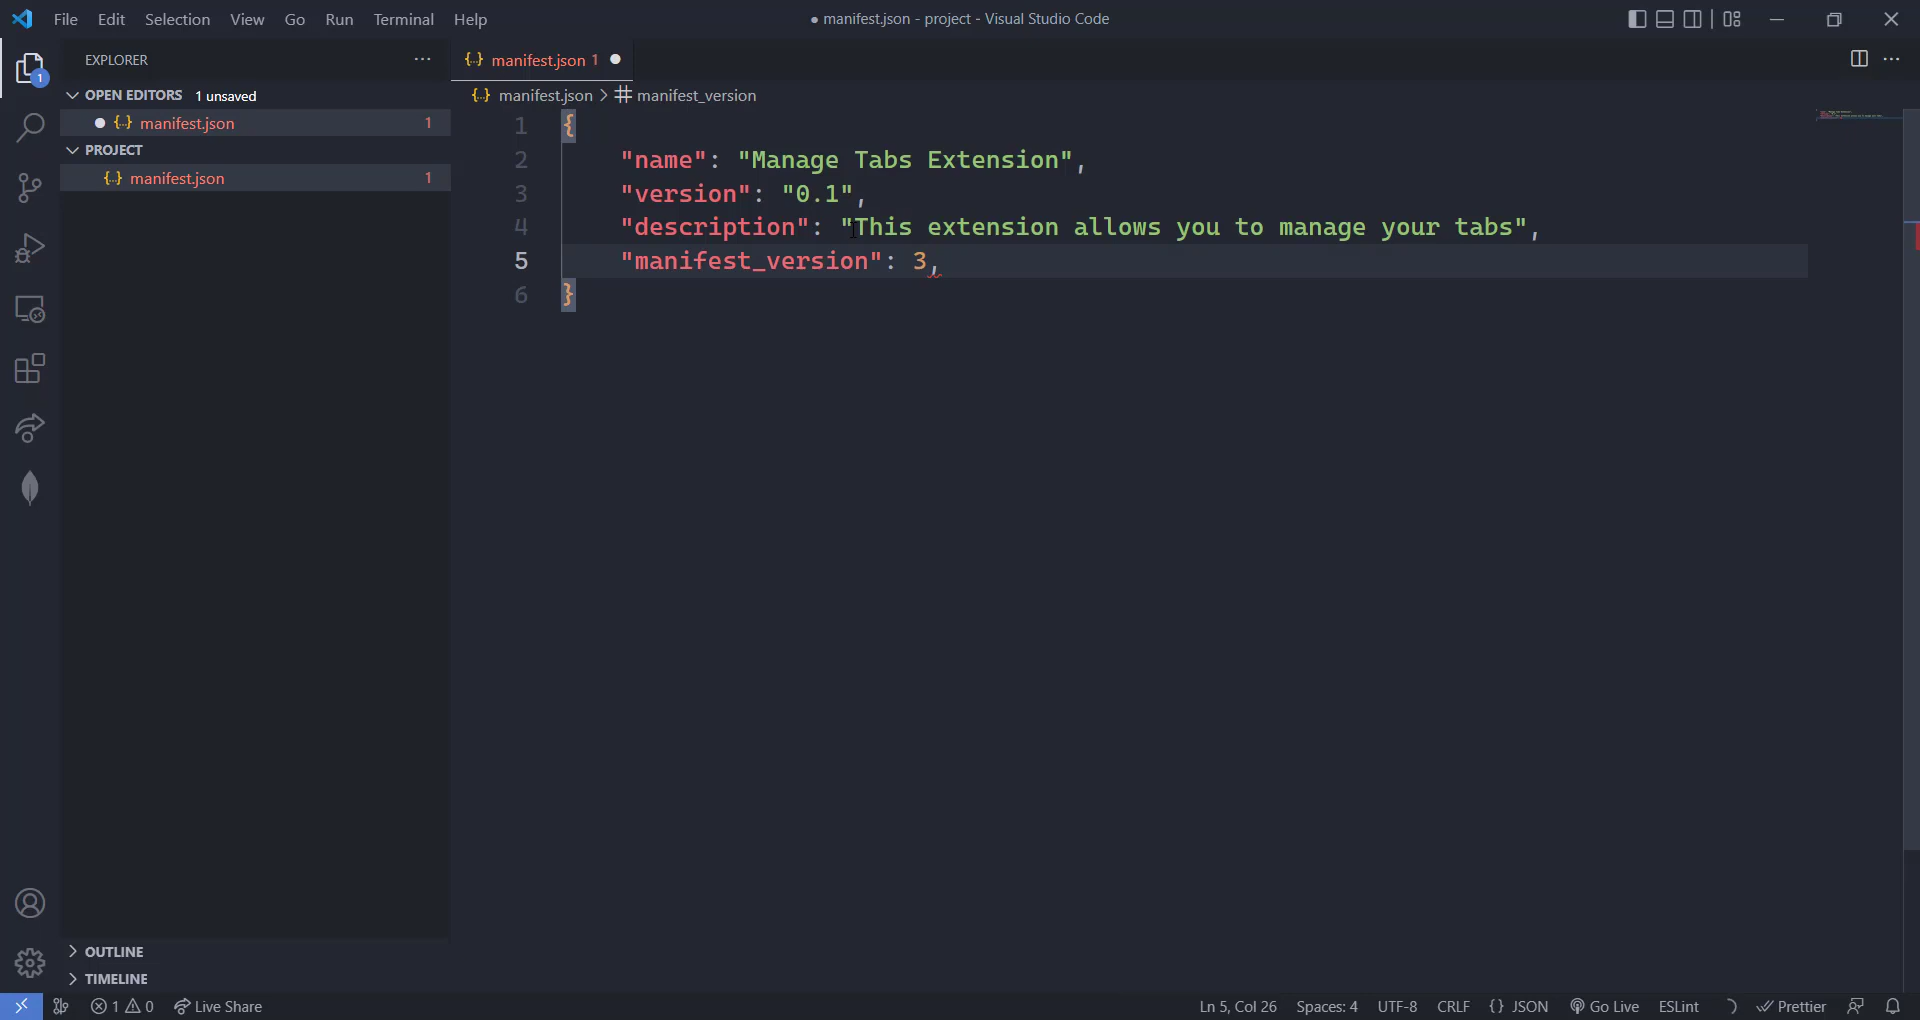 File Edit Selection View Go Run Terminal Help
● manifest.json - project - Visual Studio Code
1
EXPLORER
OPEN EDITORS 1 unsaved
{..} manifest.json 1
PROJECT
{..} manifest.json 1
OUTLINE
TIMELINE
{..} manifest.json 1
{..} manifest.json > manifest_version
1 {
2 "name": "Manage Tabs Extension",
3 "version": "0.1",
4 "description": "This extension allows you to manage your tabs",
5 "manifest_version": 3,
6 }
1 0 Live Share
Ln 5, Col 26 Spaces: 4 UTF-8 CRLF {} JSON Go Live ESLint Prettier